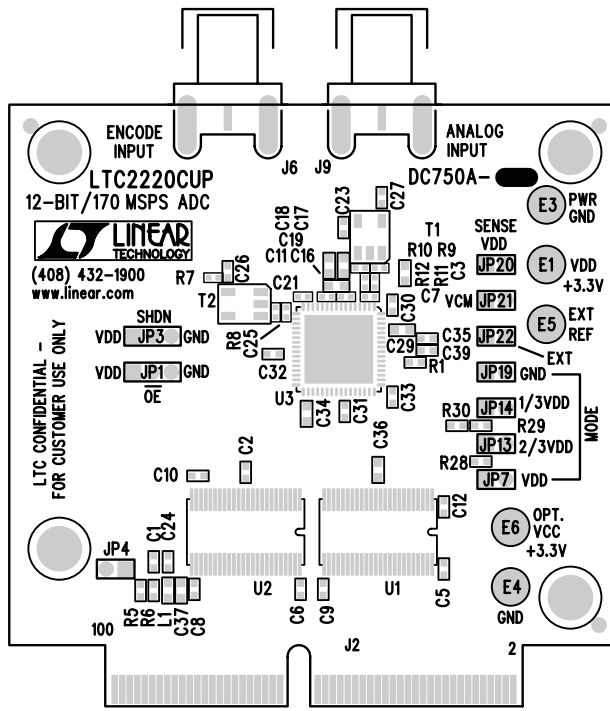 ENCODE
INPUT
ANALOG
INPUT
J6
J9
LTC2220CUP
12-BIT/170 MSPS ADC
DC750A-
LINEAR
TECHNOLOGY
(408) 432-1900
www.linear.com
E3
PWR
GND
E1
VDD
+3.3V
E5
EXT
REF
SENSE
VDD
JP20
VCM
JP21
JP22
EXT
JP19
GND
JP14
1/3VDD
R30
R29
JP13
2/3VDD
R28
JP7
VDD
MODE
C23
C27
C18
C17
C19
C11
C16
T1
R10
R9
R12
R11
C3
C7
R7
C26
T2
C21
R8
C25
C32
C30
C29
C35
C39
R1
C33
U3
C34
C31
C36
SHDN
VDD
JP3
GND
VDD
JP1
GND
OE
LTC CONFIDENTIAL -
FOR CUSTOMER USE ONLY
C10
C2
C12
C5
C1
C24
JP4
U2
U1
R5
R6
L1
C37
C8
C6
C9
E6
OPT.
VCC
+3.3V
E4
GND
100
J2
2